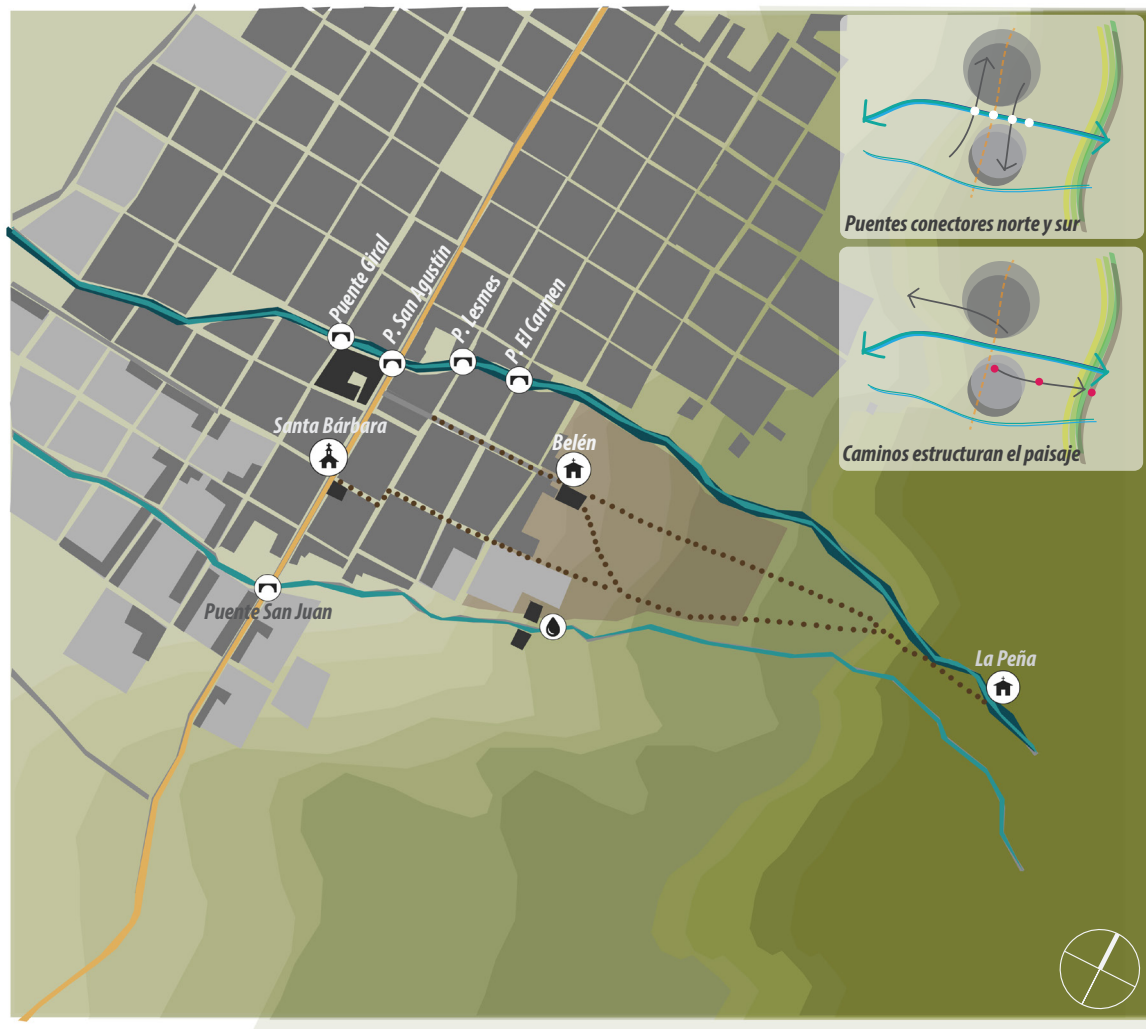 Puentes conectores norte y sur
Caminos estructuran el paisaje
Puente Giral
P. San Agustín
P. Lesmes
P. El Carmen
Santa Bárbara
Belén
Puente San Juan
La Peña